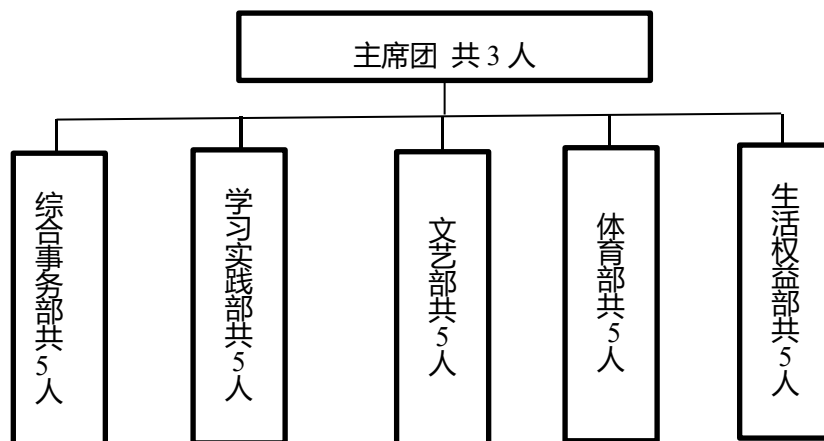 主席团 共 3 人
综合事务部共5人
学习实践部共5人
文艺部共5人
体育部共5人
生活权益部共5人